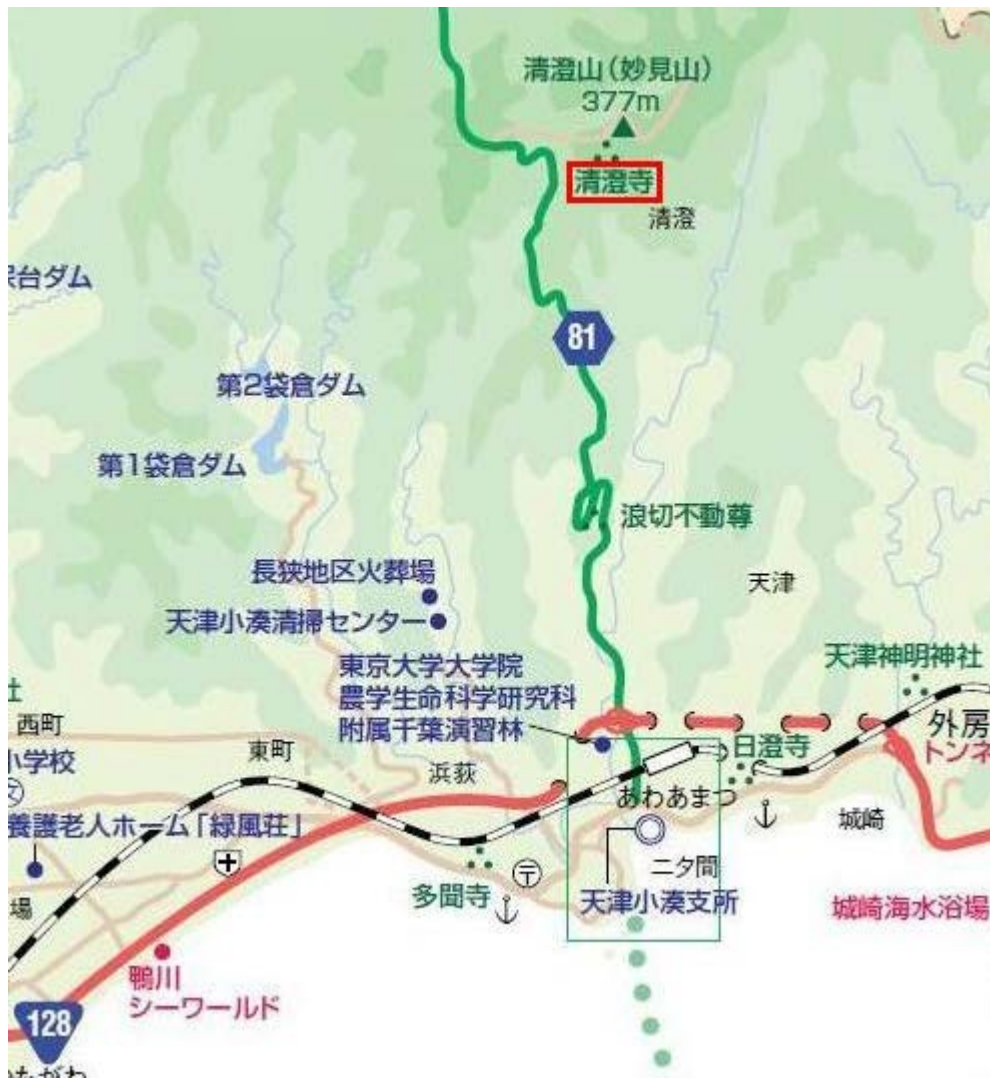 清澄山(妙見山)
377m
清澄寺
清澄
台ダム
81
第2袋倉ダム
第1袋倉ダム
浪切不動尊
長狭地区火葬場
天津
天津小湊清掃センター
東京大学大学院
農学生命科学研究科
附属千葉演習林
天津神明神社
社
西町
外房
トンネ
小学校
東町
日澄寺
浜荻
あわあまつ
養護老人ホーム「緑風荘」
城崎
二タ間
多聞寺
天津小湊支所
場
城崎海水浴場
鴨川
シーワールド
128